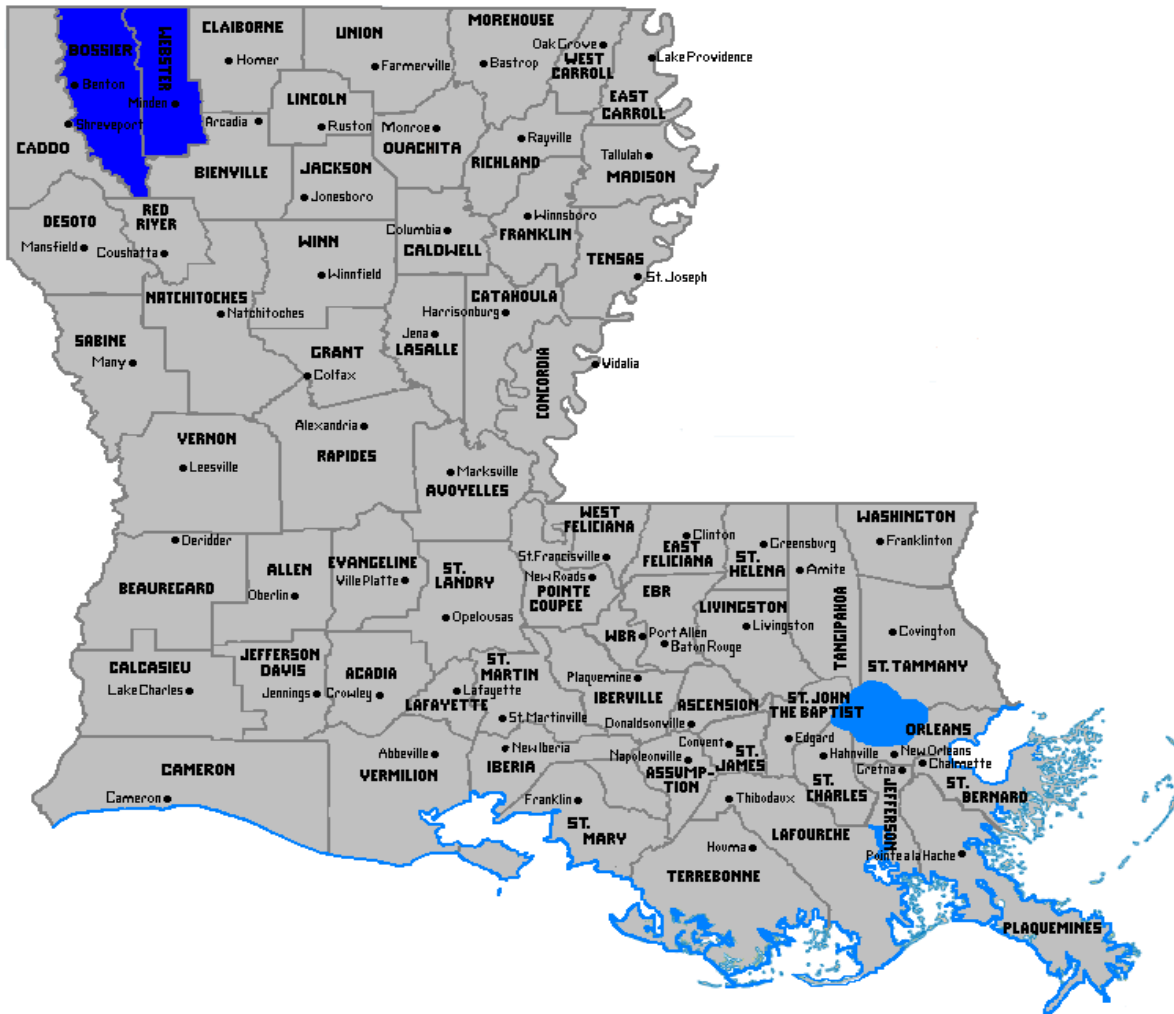 MOREHOUSE
CLAIBORNE
UNION
BOSSIER
WEBSTER
Oak Grove
WEST
CARROLL
Lake Providence
Homer
Farmerville
Bastrop
Benton
Minden
LINCOLN
EAST
CARROLL
Shreveport
Arcadia
Ruston
Monroe
OUACHITA
Rayville
RICHLAND
CADDO
BIENVILLE
JACKSON
Jonesboro
Tallulah
MADISON
DESOTO
RED
RIVER
Mansfield
Coushatta
WINN
Winnfield
Columbia
CALDWELL
Winnsboro
FRANKLIN
TENSAS
St. Joseph
NATCHITOCHES
Natchitoches
CATAHOULA
Harrisonburg
SABINE
Many
GRANT
Colfax
Jena
LASALLE
CONCORDIA
Vidalia
VERNON
Leesville
Alexandria
RAPIDES
Marksville
AVOYELLES
WEST
FELICIANA
WASHINGTON
Franklinton
Deridder
BEAUREGARD
ALLEN
Oberlin
EVANGELINE
Ville Platte
ST.
LANDRY
Opelousas
St. Francisville
New Roads
POINTE
COUPEE
Clinton
EAST
FELICIANA
Greensburg
ST.
HELENA
Amite
TANGIPAHOA
EBR
WBR
Port Allen
Baton Rouge
LIVINGSTON
Livingston
Covington
ST. TAMMANY
CALCASIEU
Lake Charles
JEFFERSON
DAVIS
Jennings
ACADIA
Crowley
LAFAYETTE
Lafayette
ST.
MARTIN
St. Martinville
Plaquemine
IBERVILLE
ASCENSION
Donaldsonville
ST. JOHN
THE BAPTIST
ORLEANS
CAMERON
Cameron
Abbeville
VERMILION
New Iberia
IBERIA
Convent
Napoleonville
ASSUMP-
TION
ST.
JAMES
Edgard
Hahnville
New Orleans
Chalmette
Gretna
ST.
CHARLES
JEFFERSON
ST.
BERNARD
Franklin
ST.
MARY
Thibodaux
LAFOURCHE
Houma
TERREBONNE
Pointe a la Hache
PLAQUEMINES